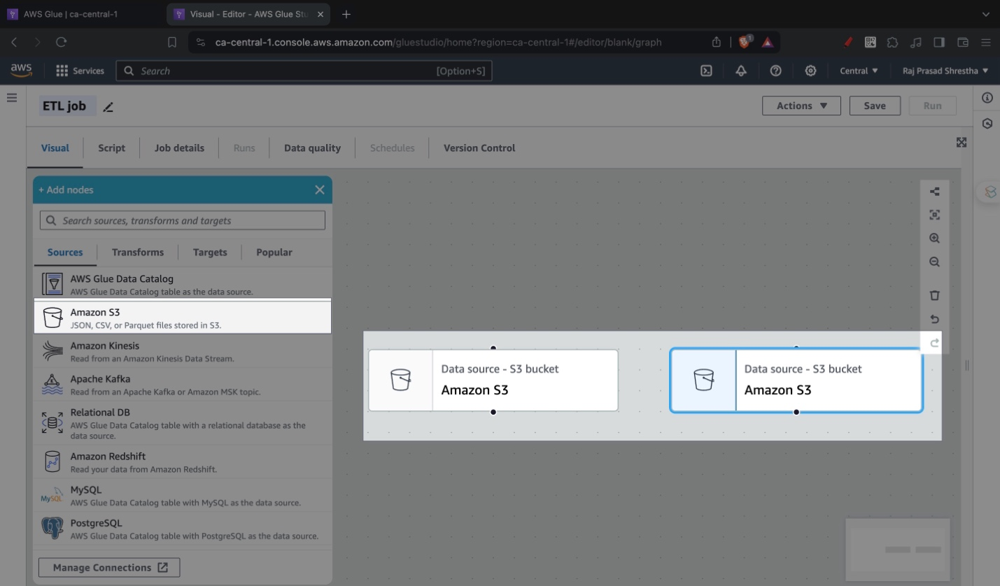 AWS Glue | ca-central-1
Visual - Editor - AWS Glue Stu
ca-central-1.console.aws.amazon.com/gluestudio/home?region=ca-central-1#/editor/blank/graph
1
aws
Services
Search
[Option+S]
Central
Raj Prasad Shrestha
ETL job
Actions
Save
Run
Visual
Script
Job details
Runs
Data quality
Schedules
Version Control
+ Add nodes
Search sources, transforms and targets
Sources
Transforms
Targets
Popular
AWS Glue Data Catalog
AWS Glue Data Catalog table as the data source.
Amazon S3
JSON, CSV, or Parquet files stored in S3.
Amazon Kinesis
Read from an Amazon Kinesis Data Stream.
Apache Kafka
Read from an Apache Kafka or Amazon MSK topic.
Relational DB
AWS Glue Data Catalog table with a relational database as the
data source.
Amazon Redshift
Read your data from Amazon Redshift.
MySQL
MySQL
AWS Glue Data Catalog table with MySQL as the data source.
PostgreSQL
AWS Glue Data Catalog table with PostgreSQL as the data source.
Manage Connections
Data source - S3 bucket
Amazon S3
Data source - S3 bucket
Amazon S3